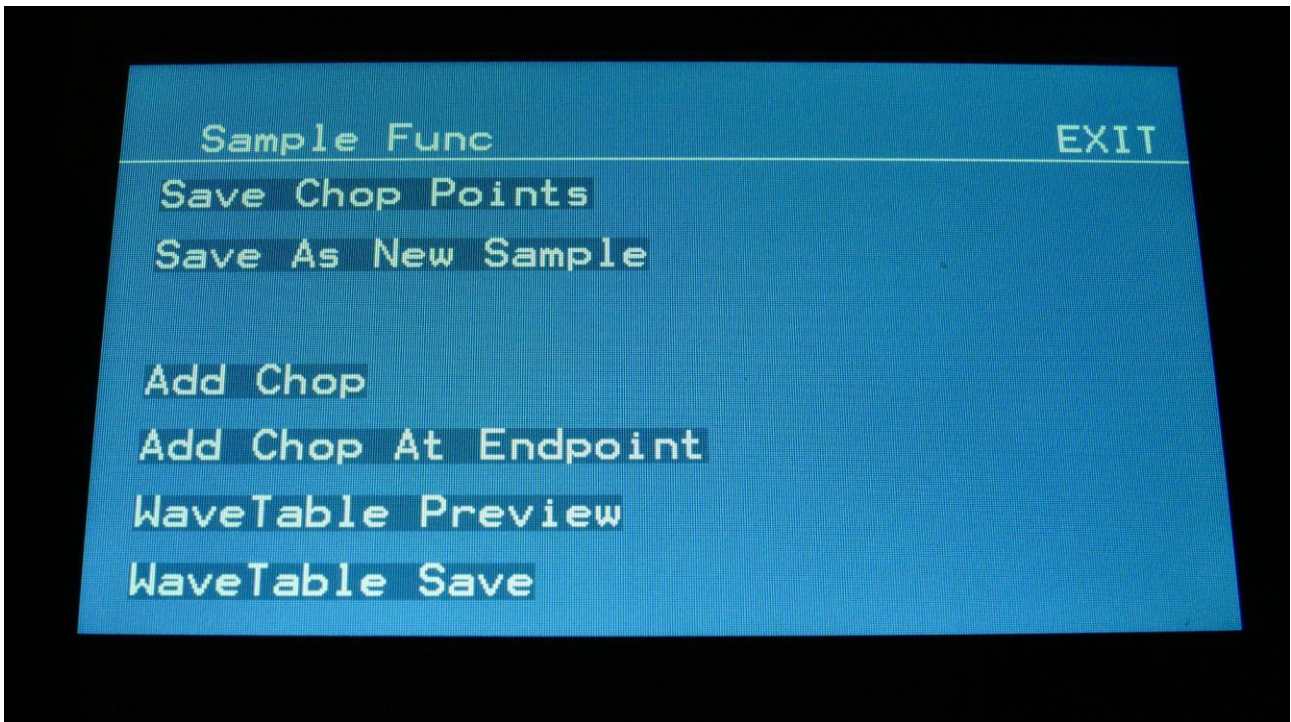 Sample Func EXIT
Save Chop Points
Save As New Sample
Add Chop
Add Chop At Endpoint
WaveTable Preview
WaveTable Save